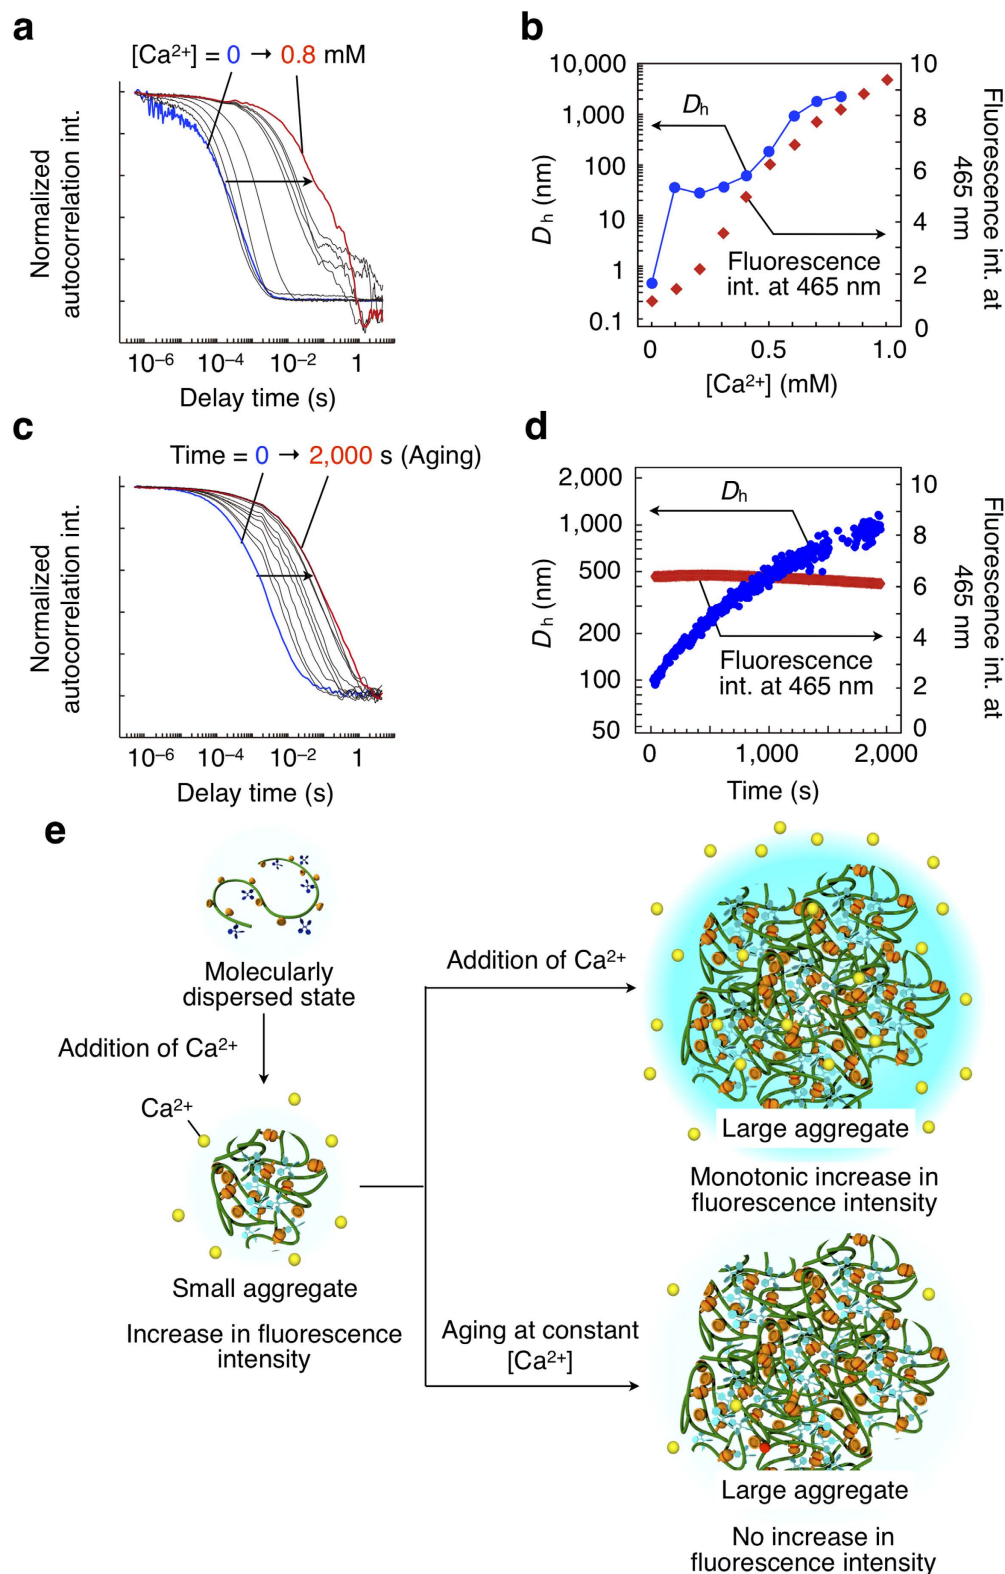 a
[Ca²⁺] = 0 → 0.8 mM
Normalized
autocorrelation int.
10⁻⁶ 10⁻⁴ 10⁻² 1
Delay time (s)
b
10,000
1,000
100
10
1
0.1
Dh (nm)
Dh
Fluorescence
int. at 465 nm
10
8
6
4
2
0
Fluorescence int. at
465 nm
0 0.5 1.0
[Ca²⁺] (mM)
c
Time = 0 → 2,000 s (Aging)
Normalized
autocorrelation int.
10⁻⁶ 10⁻⁴ 10⁻² 1
Delay time (s)
d
2,000
1,000
500
200
100
50
Dh (nm)
Dh
Fluorescence
int. at 465 nm
10
8
6
4
2
0
Fluorescence int. at
465 nm
0 1,000 2,000
Time (s)
e
Molecularly
dispersed state
Addition of Ca²⁺
Ca²⁺
Small aggregate
Increase in fluorescence
intensity
Addition of Ca²⁺
Large aggregate
Monotonic increase in
fluorescence intensity
Aging at constant
[Ca²⁺]
Large aggregate
No increase in
fluorescence intensity